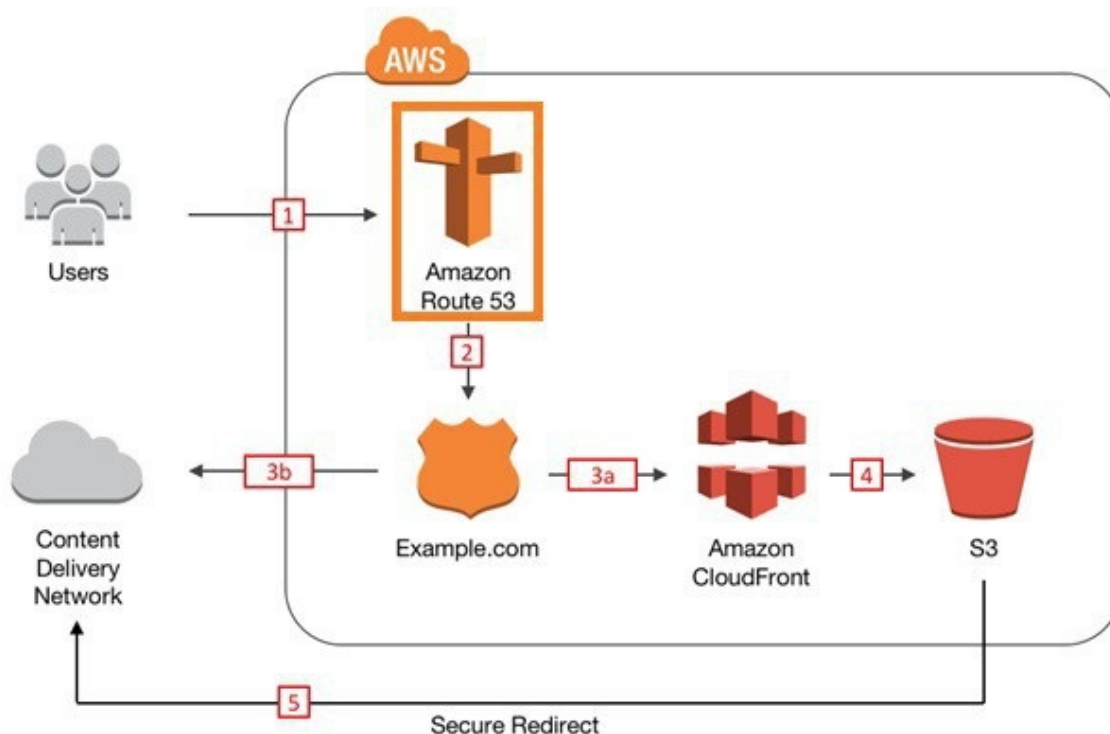 AWS
Users
1
Amazon
Route 53
2
3b
3a
4
Content
Delivery
Network
Example.com
Amazon
CloudFront
S3
5
Secure Redirect